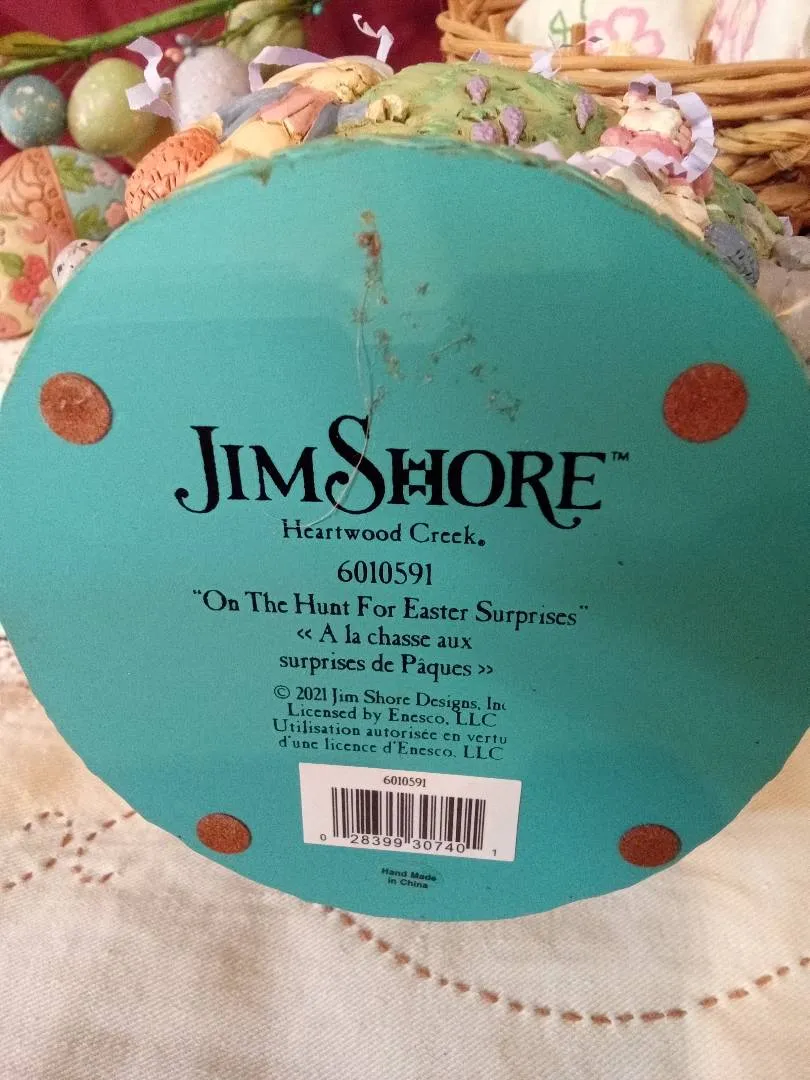 JIM SHORE™
Heartwood Creek®
6010591
"On The Hunt For Easter Surprises"
« A la chasse aux
surprises de Pâques »
© 2021 Jim Shore Designs, Inc
Licensed by Enesco, LLC
Utilisation autorisée en vertu
d'une licence d'Enesco, LLC
6010591
0 28399 30740 1
Hand Made
in China